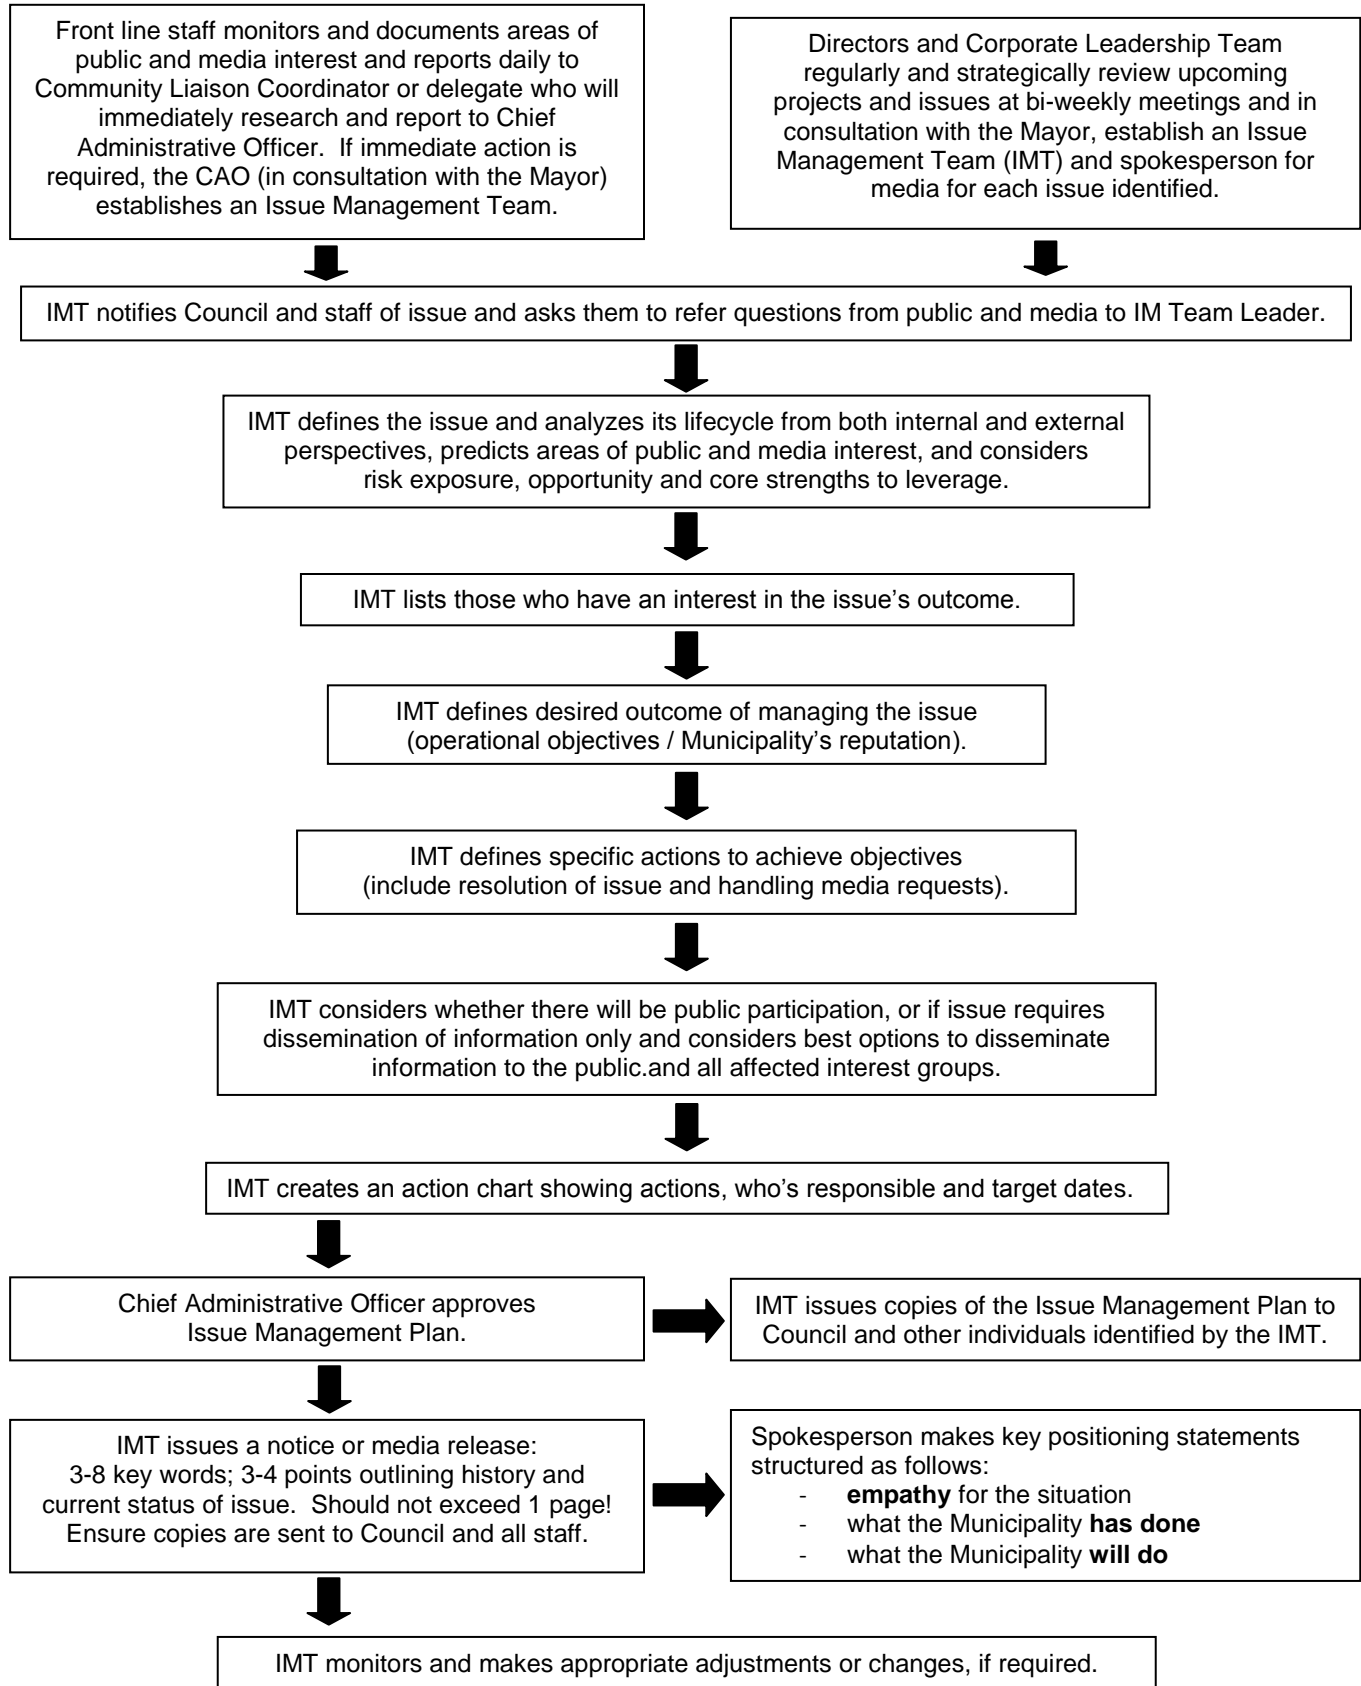 Front line staff monitors and documents areas of
public and media interest and reports daily to
Community Liaison Coordinator or delegate who will
immediately research and report to Chief
Administrative Officer.  If immediate action is
required, the CAO (in consultation with the Mayor)
establishes an Issue Management Team.
Directors and Corporate Leadership Team
regularly and strategically review upcoming
projects and issues at bi-weekly meetings and in
consultation with the Mayor, establish an Issue
Management Team (IMT) and spokesperson for
media for each issue identified.
IMT notifies Council and staff of issue and asks them to refer questions from public and media to IM Team Leader.
IMT defines the issue and analyzes its lifecycle from both internal and external
perspectives, predicts areas of public and media interest, and considers
risk exposure, opportunity and core strengths to leverage.
IMT lists those who have an interest in the issue’s outcome.
IMT defines desired outcome of managing the issue
(operational objectives / Municipality’s reputation).
IMT defines specific actions to achieve objectives
(include resolution of issue and handling media requests).
IMT considers whether there will be public participation, or if issue requires
dissemination of information only and considers best options to disseminate
information to the public.and all affected interest groups.
IMT creates an action chart showing actions, who’s responsible and target dates.
Chief Administrative Officer approves
Issue Management Plan.
IMT issues copies of the Issue Management Plan to
Council and other individuals identified by the IMT.
IMT issues a notice or media release:
3-8 key words; 3-4 points outlining history and
current status of issue.  Should not exceed 1 page!
Ensure copies are sent to Council and all staff.
Spokesperson makes key positioning statements
structured as follows:
- empathy for the situation
- what the Municipality has done
- what the Municipality will do
IMT monitors and makes appropriate adjustments or changes, if required.